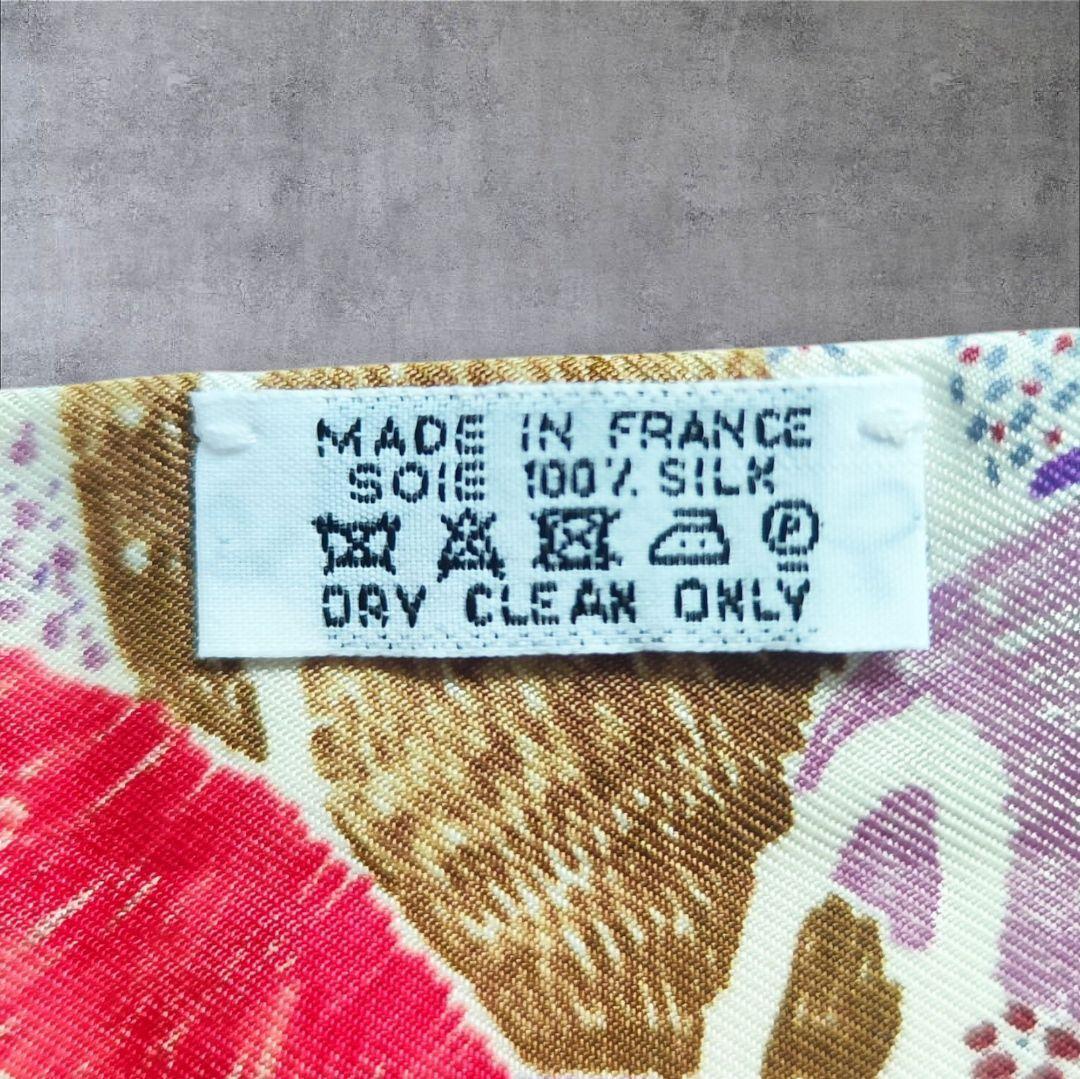 MADE IN FRANCE
SOIE 100% SILK
P
DRY CLEAN ONLY